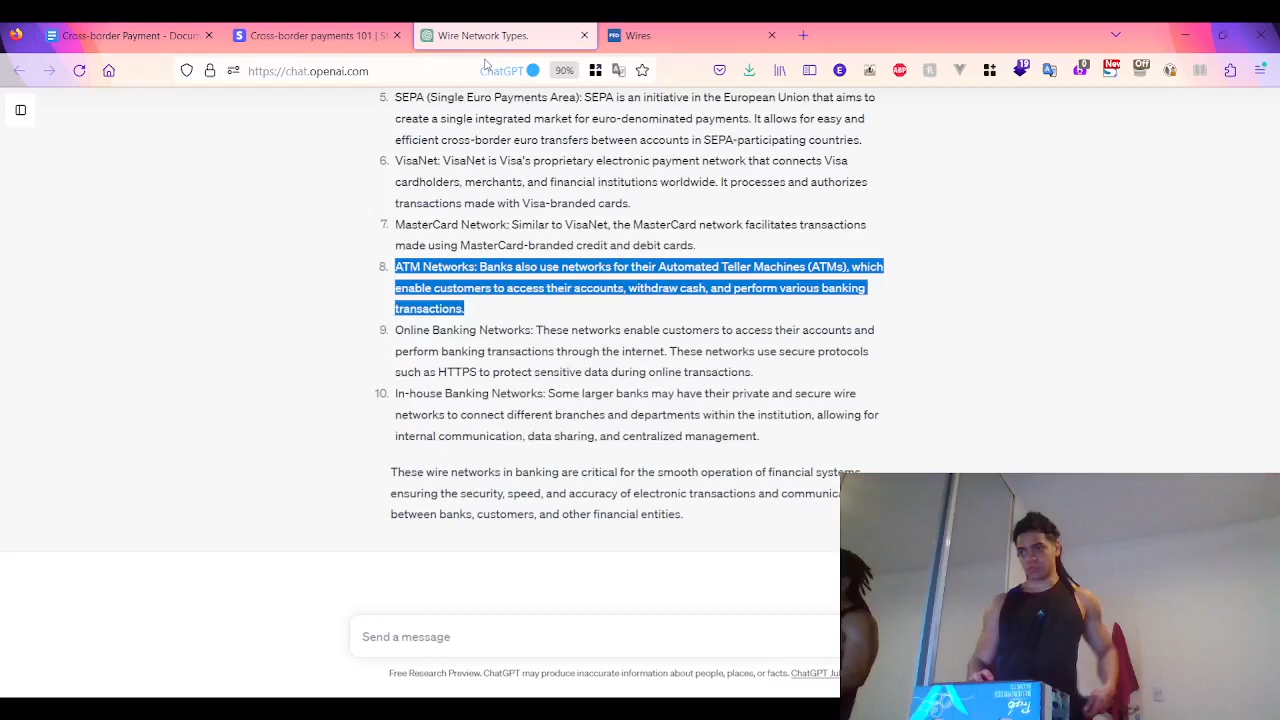 Cross-border Payment - Docum
Cross-border payments 101 | S
Wire Network Types.
FED
Wires
https://chat.openai.com
ChatGPT
90%
E
ABP
19
0
New
Off
5. SEPA (Single Euro Payments Area): SEPA is an initiative in the European Union that aims to
create a single integrated market for euro-denominated payments. It allows for easy and
efficient cross-border euro transfers between accounts in SEPA-participating countries.
6. VisaNet: VisaNet is Visa's proprietary electronic payment network that connects Visa
cardholders, merchants, and financial institutions worldwide. It processes and authorizes
transactions made with Visa-branded cards.
7. MasterCard Network: Similar to VisaNet, the MasterCard network facilitates transactions
made using MasterCard-branded credit and debit cards.
8. ATM Networks: Banks also use networks for their Automated Teller Machines (ATMs), which
enable customers to access their accounts, withdraw cash, and perform various banking
transactions.
9. Online Banking Networks: These networks enable customers to access their accounts and
perform banking transactions through the internet. These networks use secure protocols
such as HTTPS to protect sensitive data during online transactions.
10. In-house Banking Networks: Some larger banks may have their private and secure wire
networks to connect different branches and departments within the institution, allowing for
internal communication, data sharing, and centralized management.
These wire networks in banking are critical for the smooth operation of financial systems,
ensuring the security, speed, and accuracy of electronic transactions and communica
between banks, customers, and other financial entities.
Send a message
Free Research Preview. ChatGPT may produce inaccurate information about people, places, or facts. ChatGPT Jul